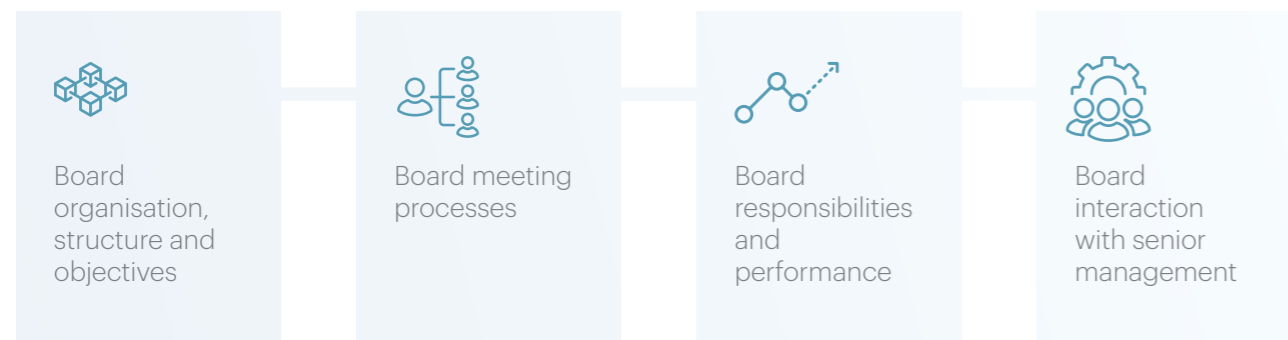 Board
organisation,
structure and
objectives
Board meeting
processes
Board
responsibilities
and
performance
Board
interaction
with senior
management